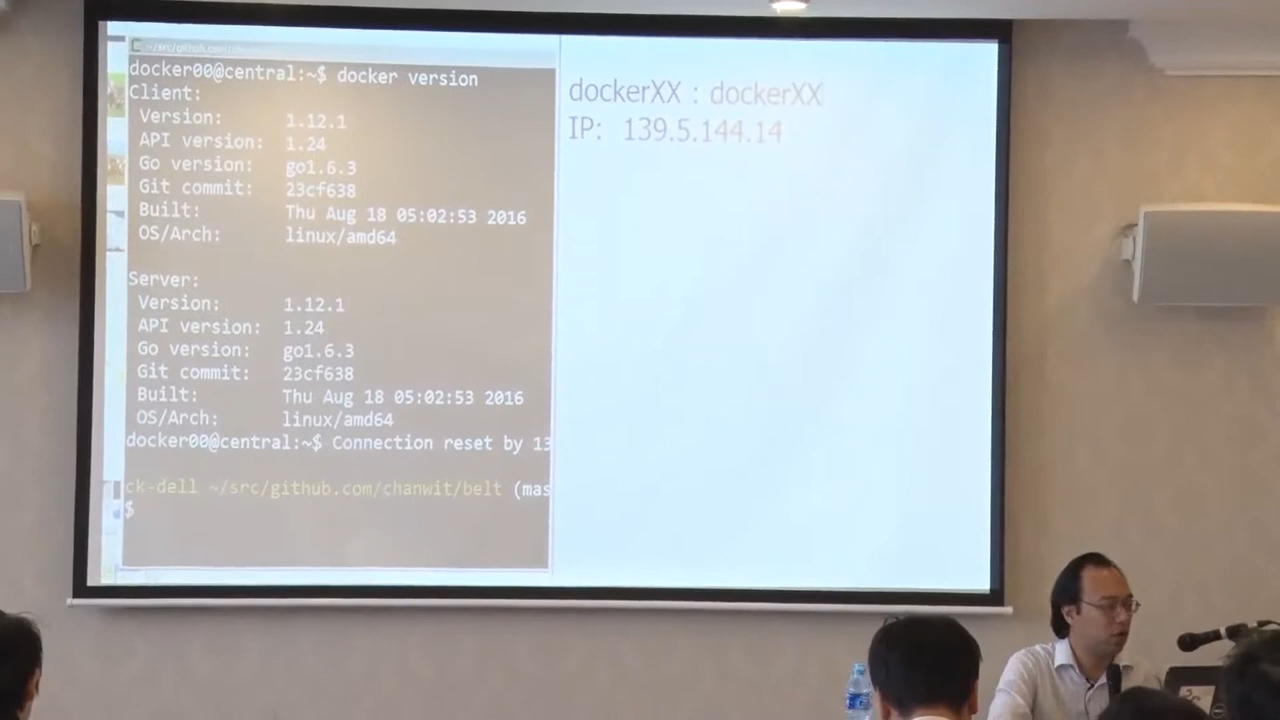 ~/src/github.com/ch
docker00@central:~$ docker version
Client:
Version: 1.12.1
API version: 1.24
Go version: go1.6.3
Git commit: 23cf638
Built: Thu Aug 18 05:02:53 2016
OS/Arch: linux/amd64
Server:
Version: 1.12.1
API version: 1.24
Go version: go1.6.3
Git commit: 23cf638
Built: Thu Aug 18 05:02:53 2016
OS/Arch: linux/amd64
docker00@central:~$ Connection reset by 13
ck-dell ~/src/github.com/chanwit/belt (mas
$
dockerXX : dockerXX
IP: 139.5.144.14